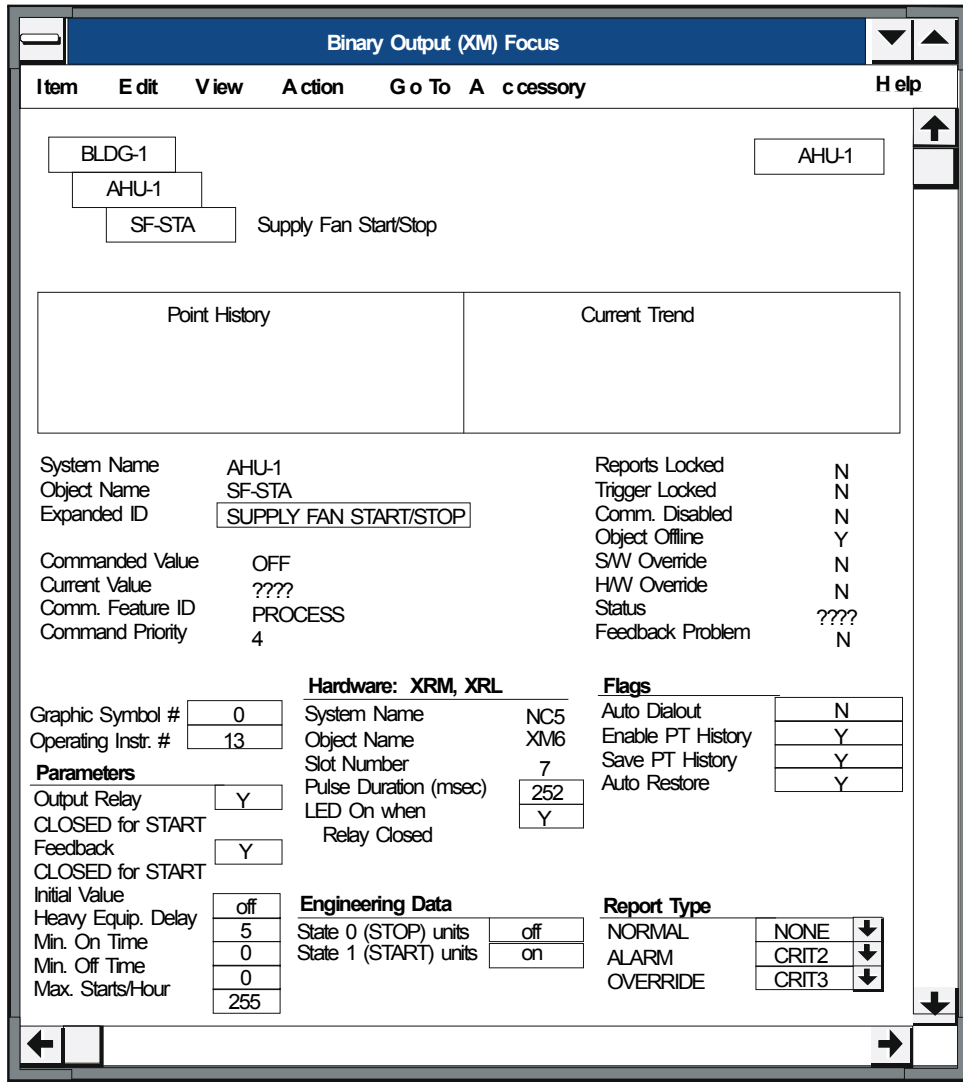 Binary Output (XM) Focus
Item Edit View Action Go To Accessory Help
BLDG-1 AHU-1
AHU-1
SF-STA Supply Fan Start/Stop
Point History Current Trend
System Name AHU-1 Reports Locked N
Object Name SF-STA Trigger Locked N
Expanded ID SUPPLY FAN START/STOP Comm. Disabled N
Object Offline Y
Commanded Value OFF S/W Override N
Current Value ???? H/W Override N
Comm. Feature ID PROCESS Status ????
Command Priority 4 Feedback Problem N
Hardware: XRM, XRL Flags
Graphic Symbol # 0 System Name NC5 Auto Dialout N
Operating Instr. # 13 Object Name XM6 Enable PT History Y
Slot Number 7 Save PT History Y
Parameters Pulse Duration (msec) 252 Auto Restore Y
Output Relay Y LED On when Y
CLOSED for START Relay Closed
Feedback Y
CLOSED for START
Initial Value off Engineering Data Report Type
Heavy Equip. Delay 5 State 0 (STOP) units off NORMAL NONE
Min. On Time 0 State 1 (START) units on ALARM CRIT2
Min. Off Time 0 OVERRIDE CRIT3
Max. Starts/Hour 255